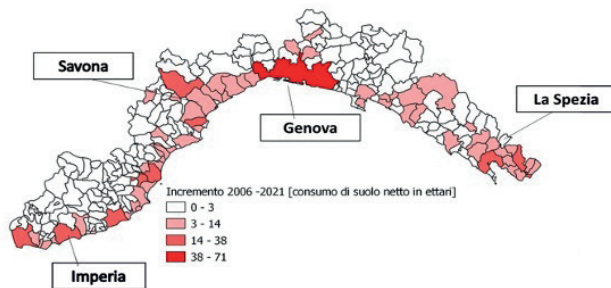 Savona
La Spezia
Genova
Incremento 2006 -2021 [consumo di suolo netto in ettari]
0 - 3
3 - 14
14 - 38
38 - 71
Imperia